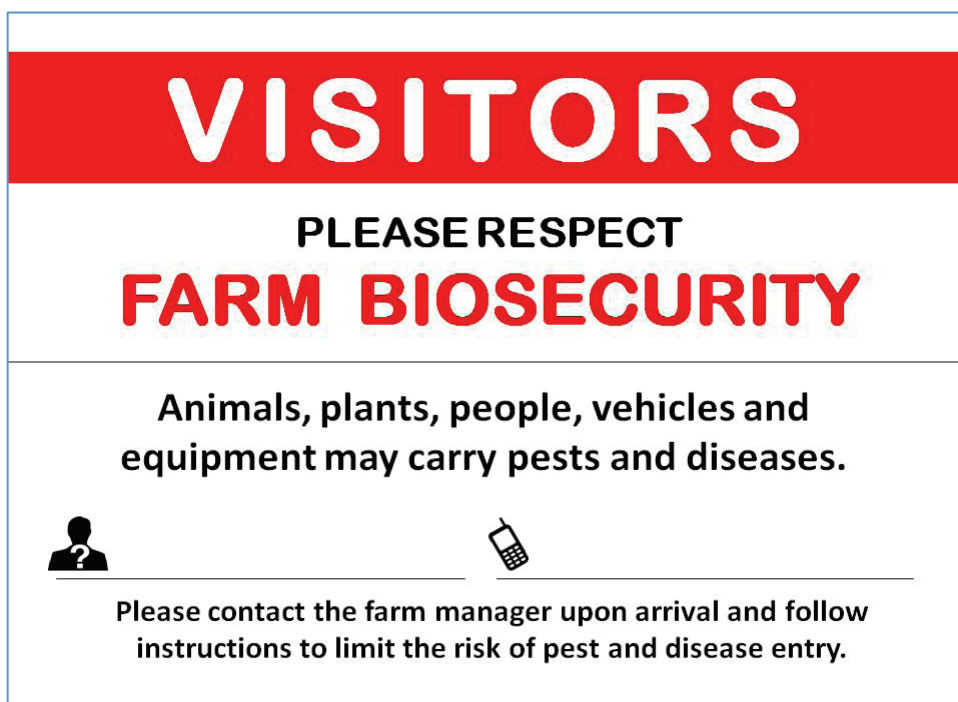 VISITORS
PLEASE RESPECT
FARM BIOSECURITY
Animals, plants, people, vehicles and
equipment may carry pests and diseases.
?
Please contact the farm manager upon arrival and follow
instructions to limit the risk of pest and disease entry.